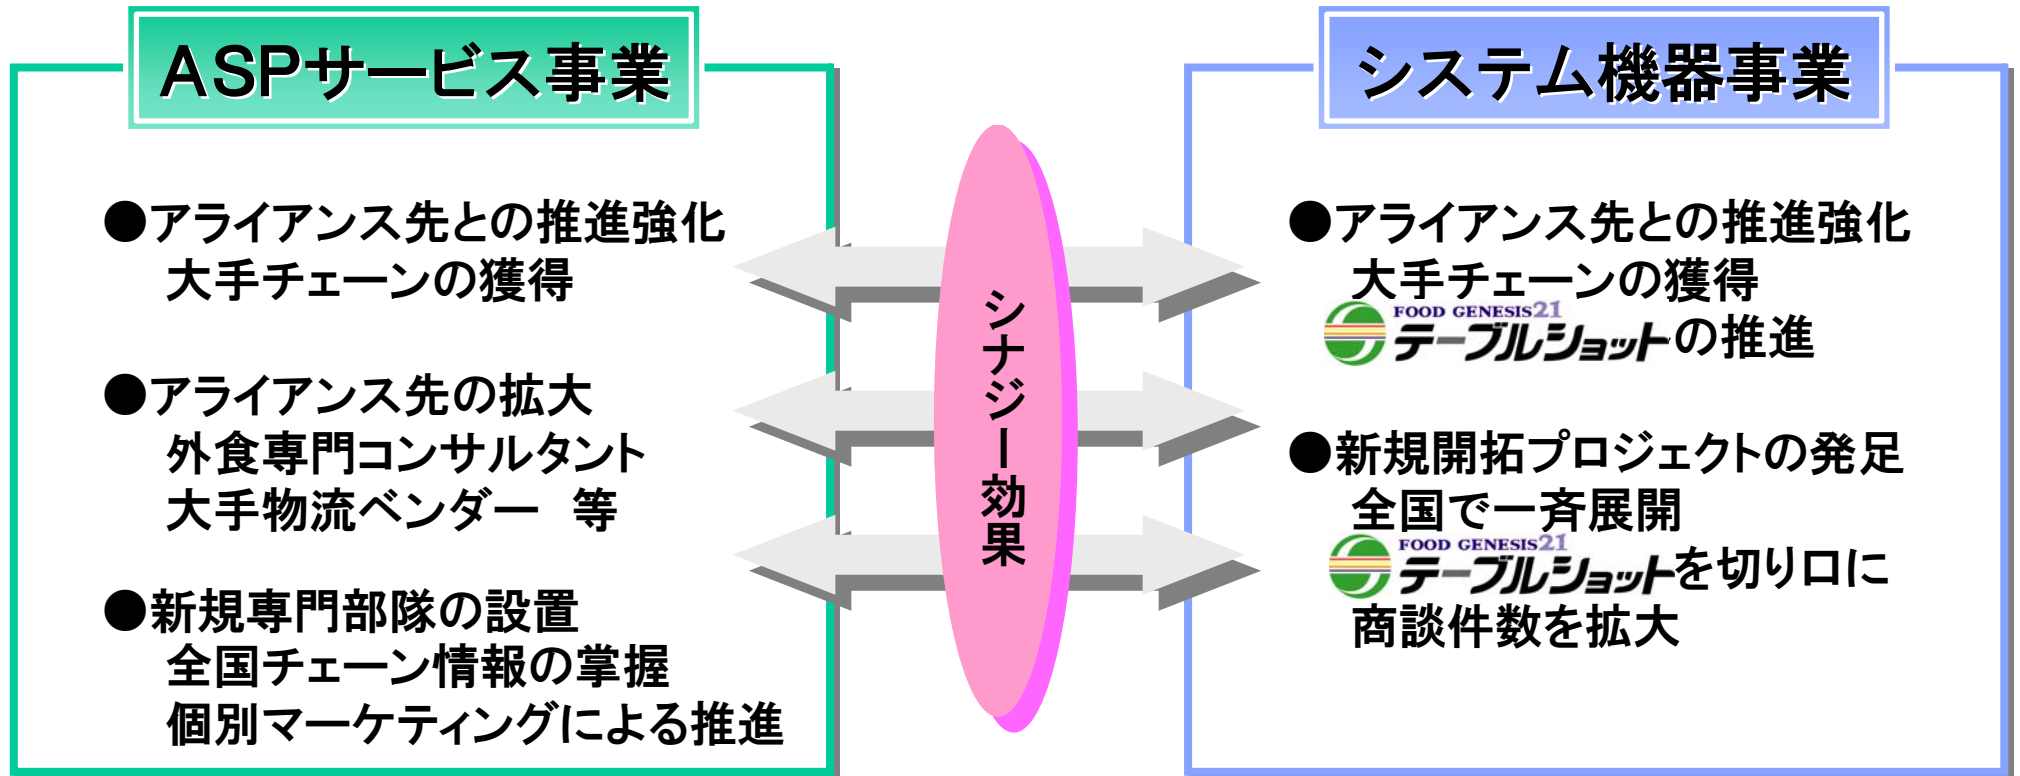 ASPサービス事業
●アライアンス先との推進強化
大手チェーンの獲得
●アライアンス先の拡大
外食専門コンサルタント
大手物流ベンダー 等
●新規専門部隊の設置
全国チェーン情報の掌握
個別マーケティングによる推進
シナジー効果
システム機器事業
●アライアンス先との推進強化
大手チェーンの獲得
FOOD GENESIS21
テーブルショットの推進
●新規開拓プロジェクトの発足
全国で一斉展開
FOOD GENESIS21
テーブルショットを切り口に
商談件数を拡大